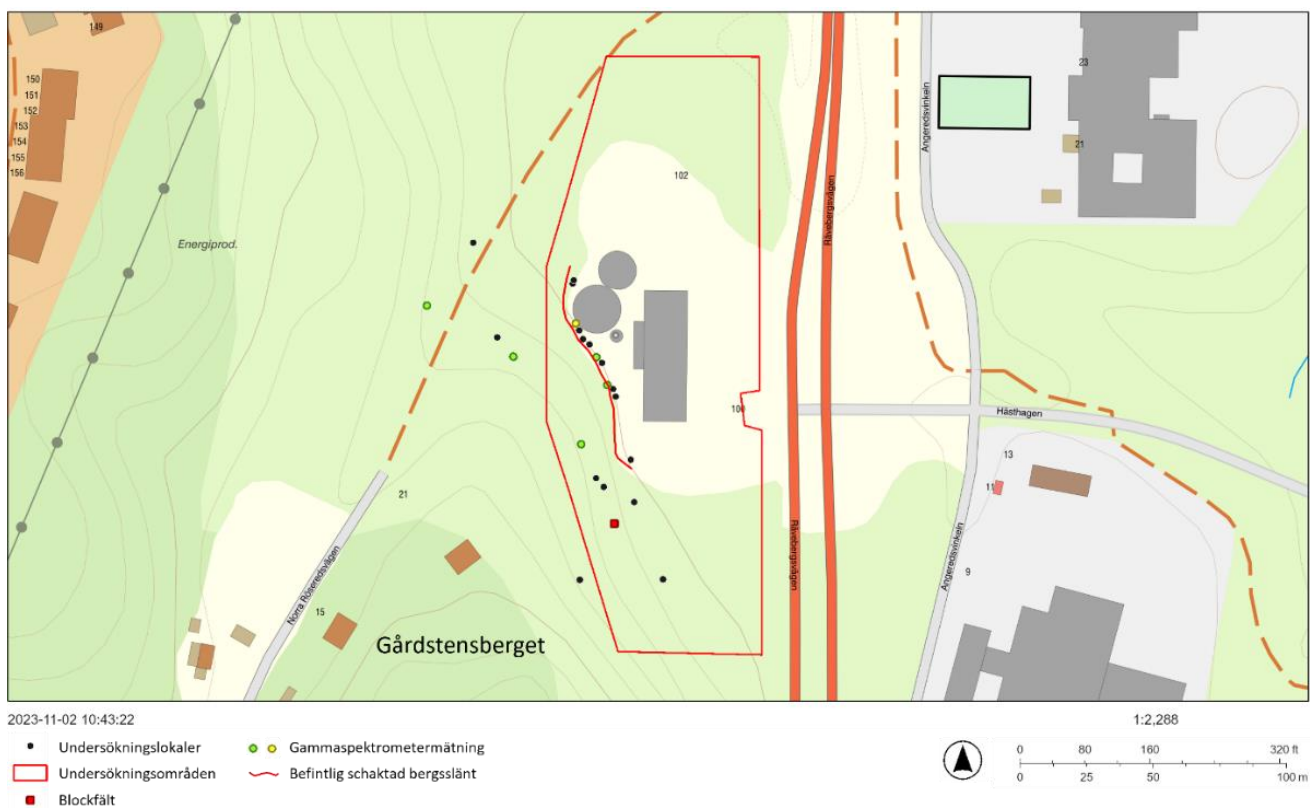 149
150
151
152
153
154
155
156
Energiprod.
102
100
21
15
Norra Röseredsvägen
Gårdstensberget
Rävebergsvägen
Rävebergsvägen
Angeredsvinkeln
23
21
Hästhagen
13
11
9
Angeredsvinkeln
2023-11-02 10:43:22
1:2,288
Undersökningslokaler
Gammaspektrometermätning
Undersökningsområden
Befintlig schaktad bergsslänt
Blockfält
0 80 160 320 ft
0 25 50 100 m